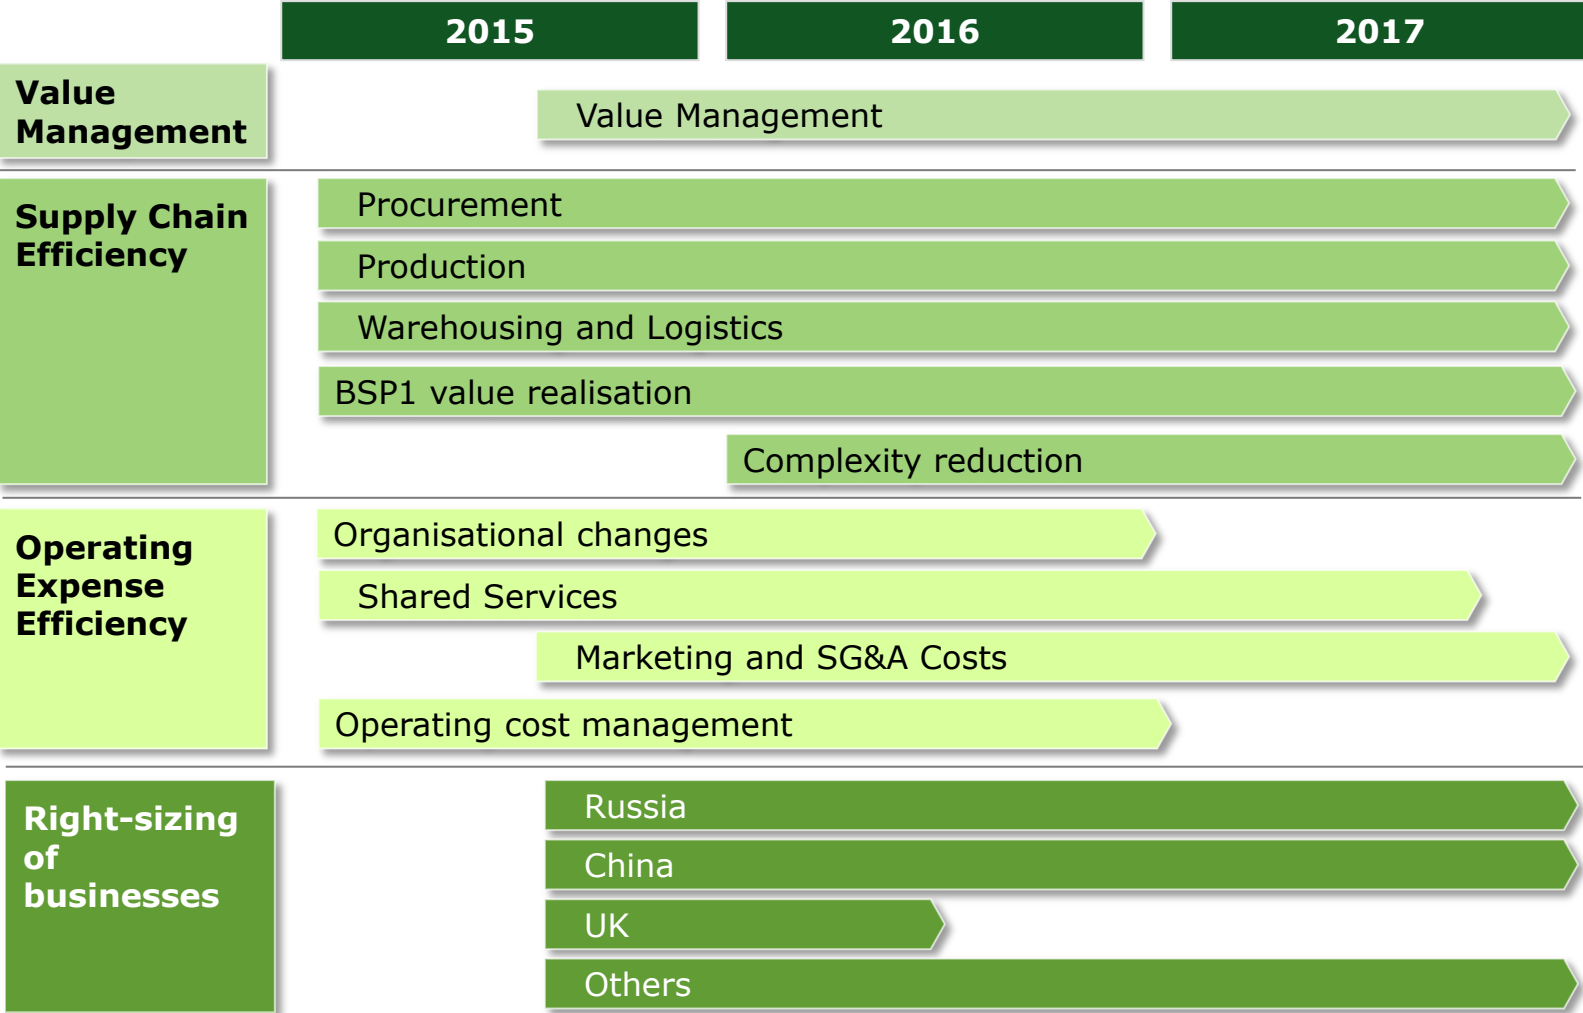 2015 2016 2017
Value
Management
Value Management
Supply Chain
Efficiency
Procurement
Production
Warehousing and Logistics
BSP1 value realisation
Complexity reduction
Operating
Expense
Efficiency
Organisational changes
Shared Services
Marketing and SG&A Costs
Operating cost management
Right-sizing
of
businesses
Russia
China
UK
Others